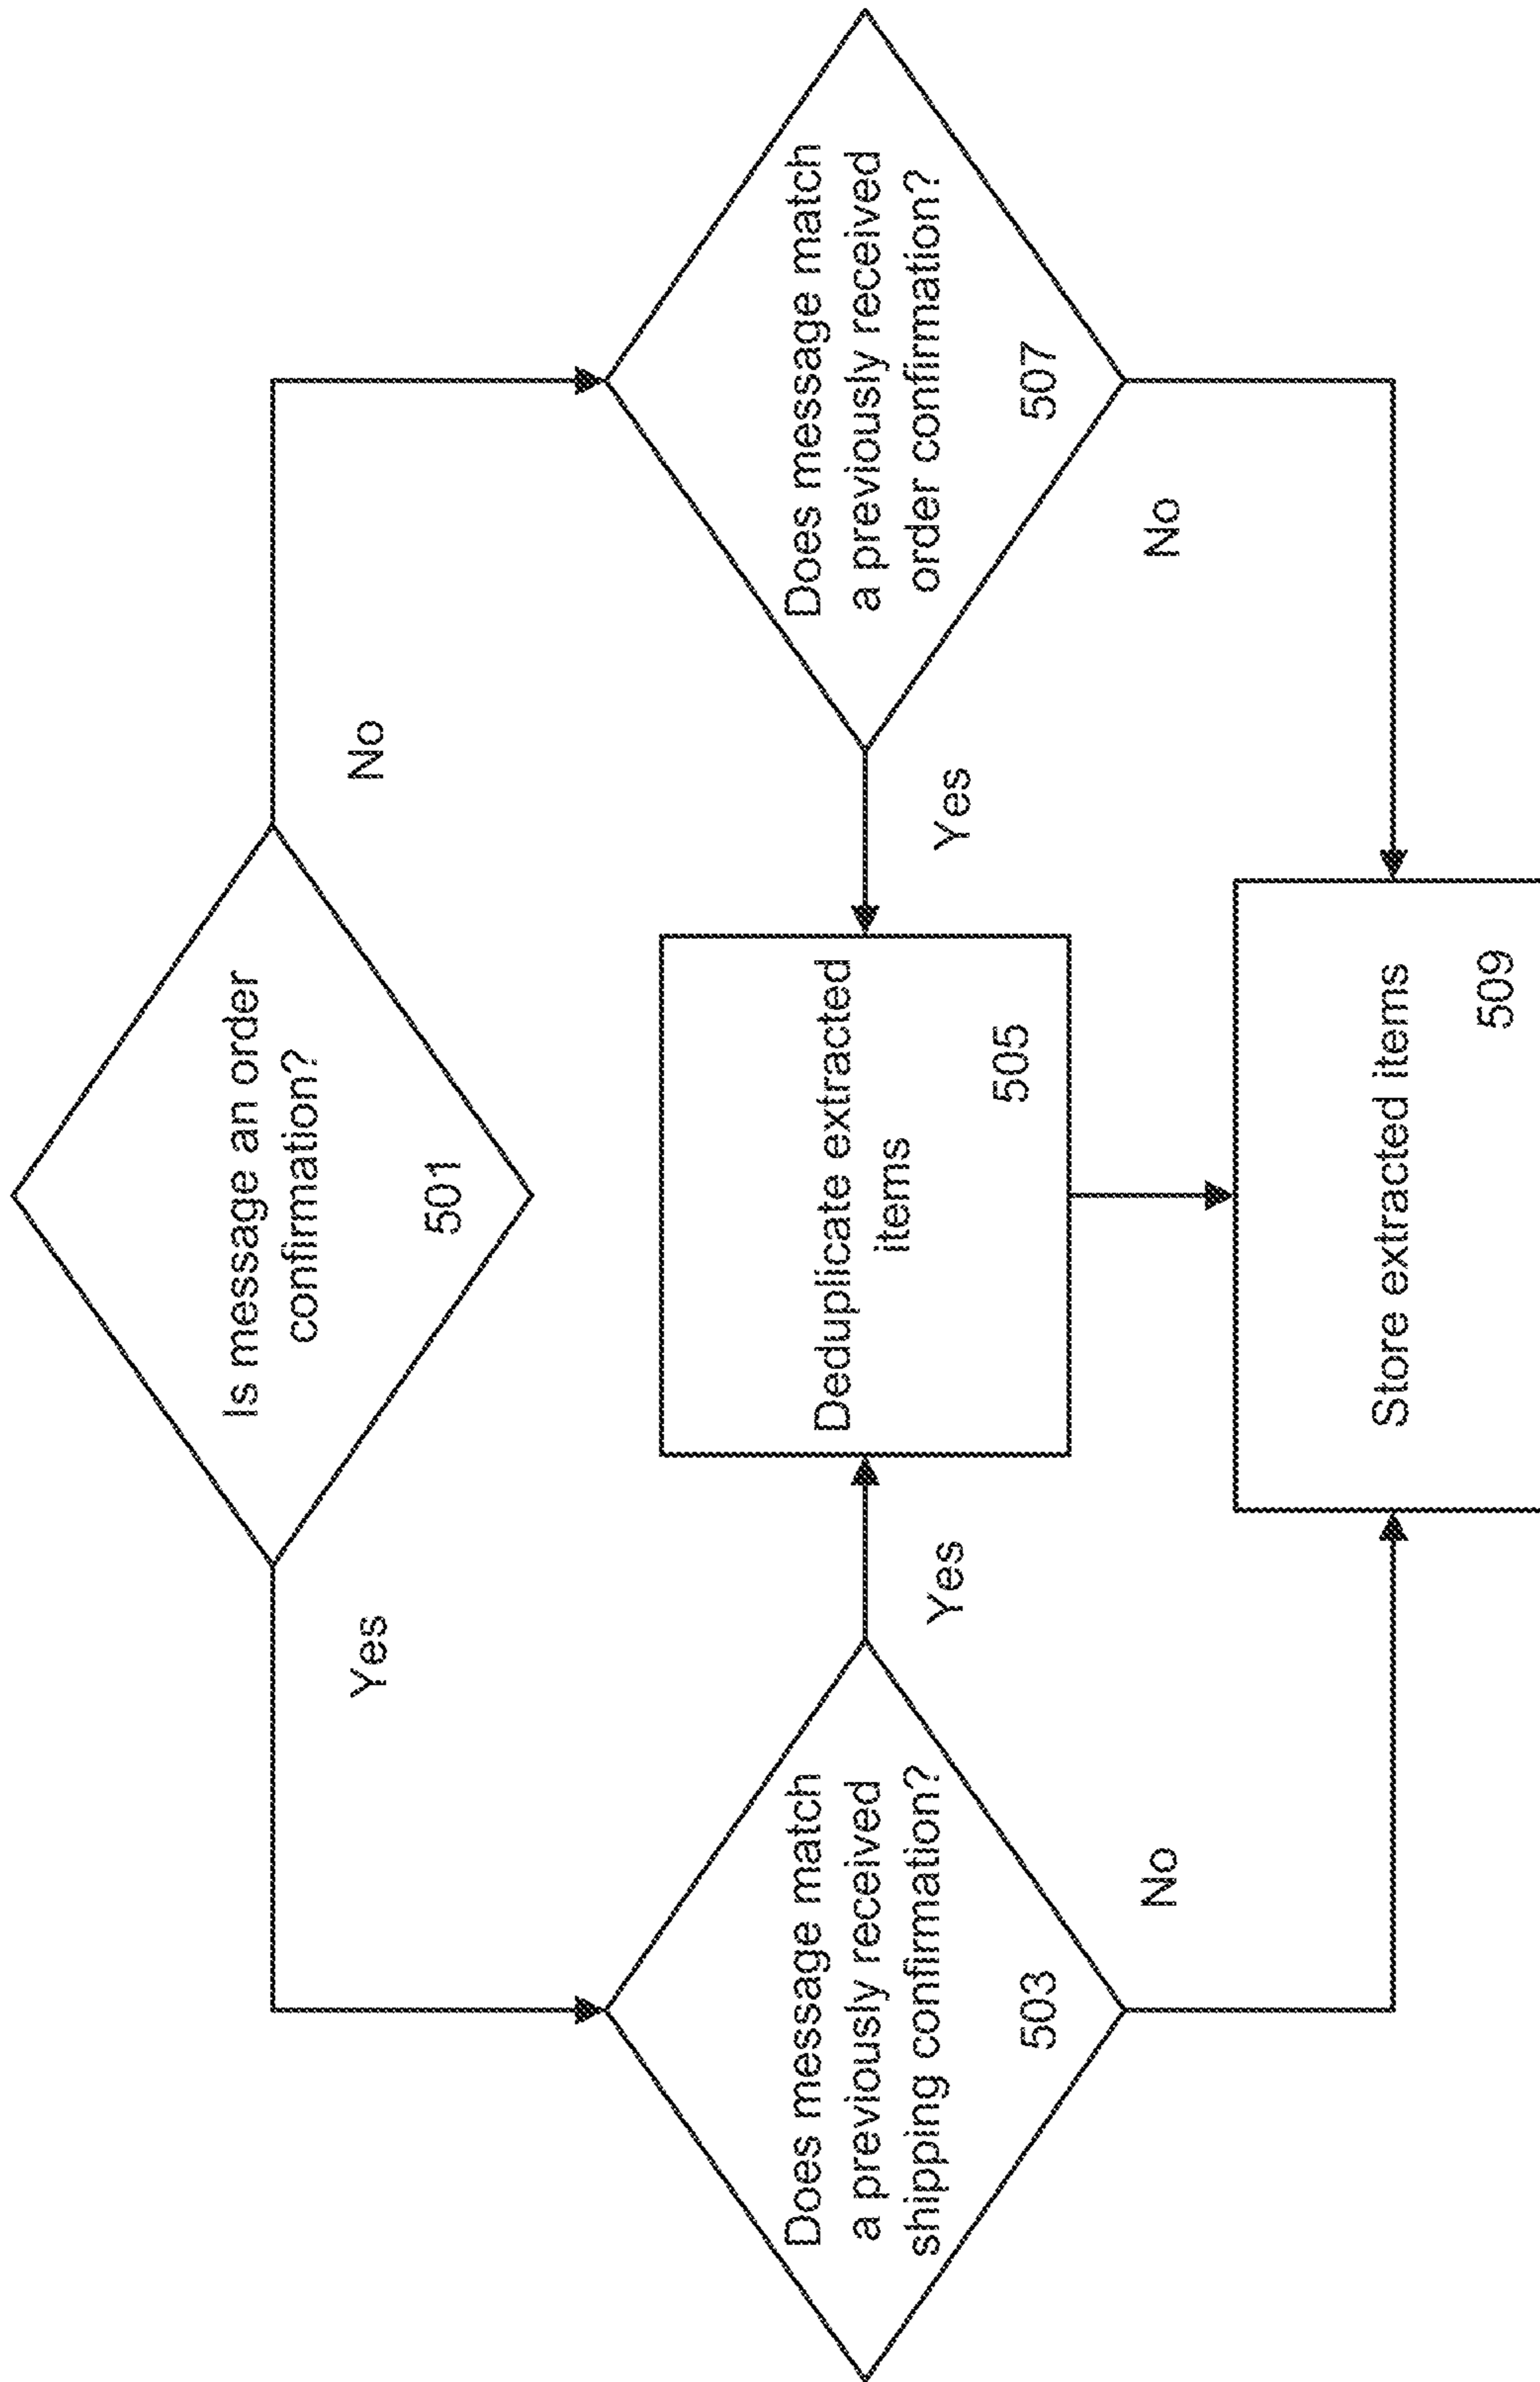 Is message an order
confirmation?
501
Yes
No
Does message match
a previously received
shipping confirmation?
503
Yes
No
Deduplicate extracted
items
505
Does message match
a previously received
order confirmation?
507
Yes
No
Store extracted items
509